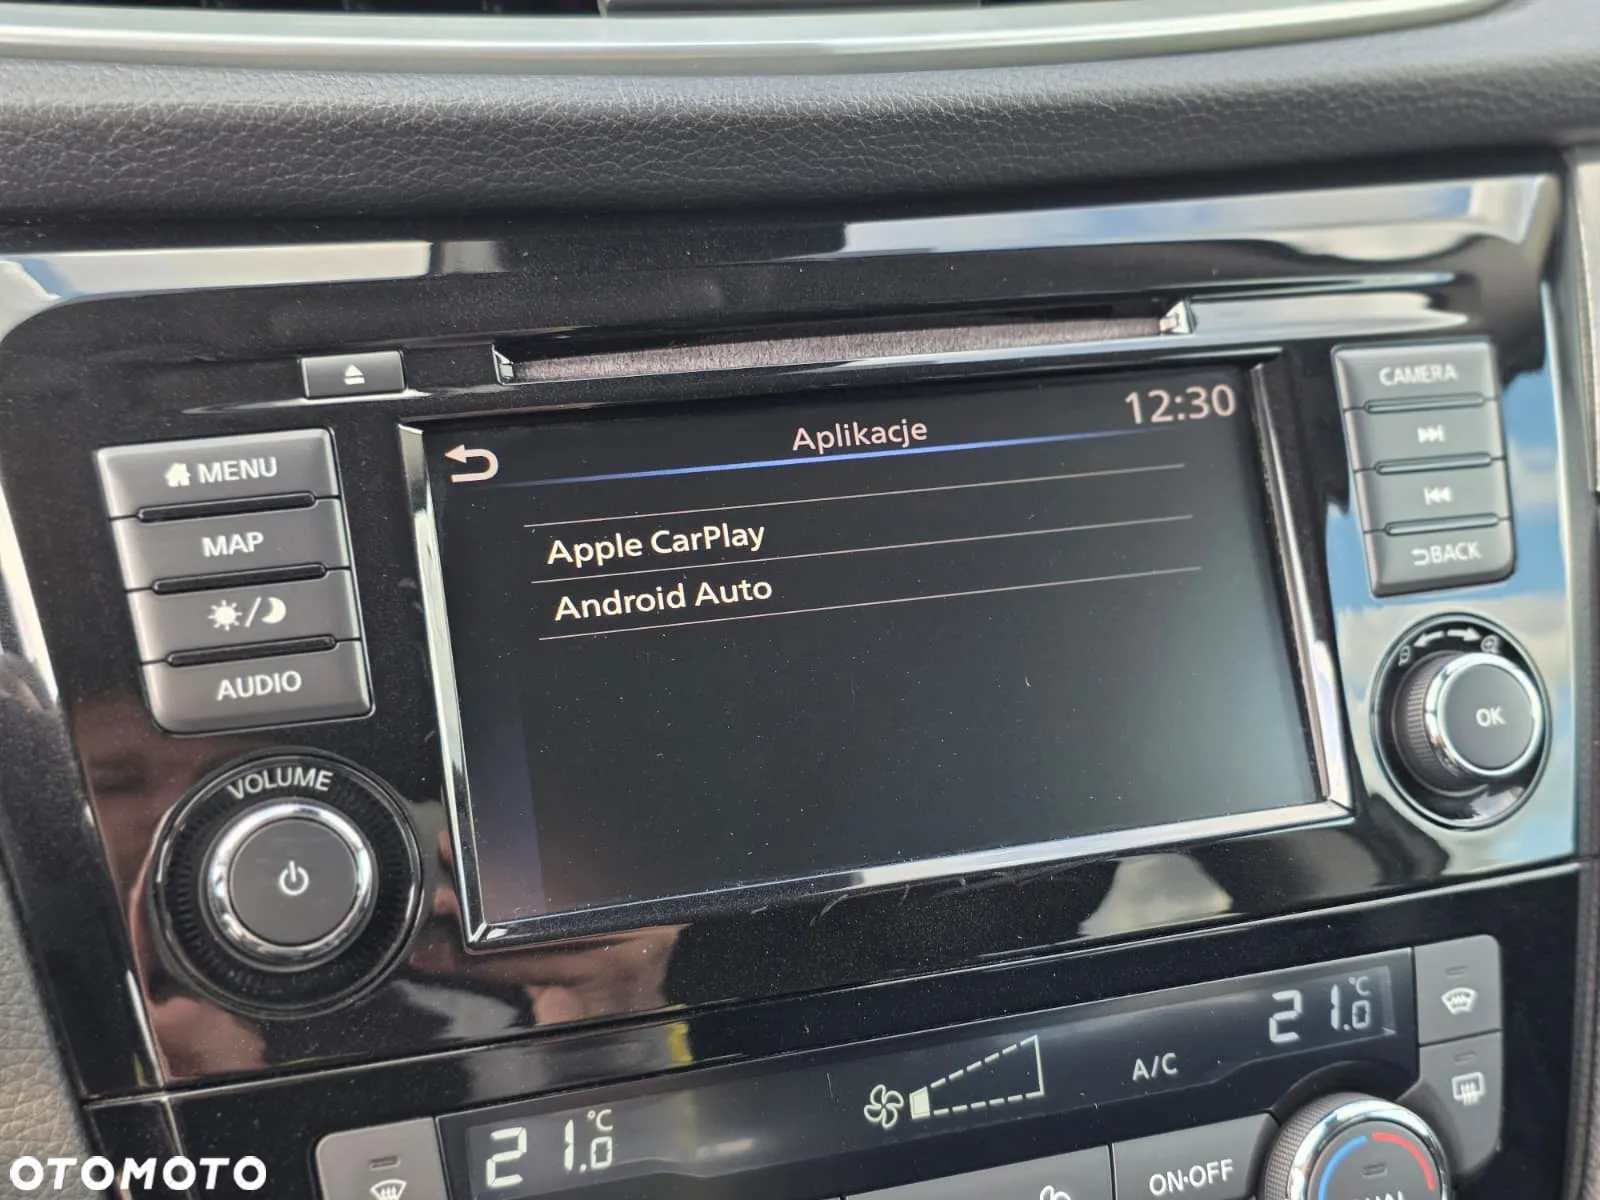 12:30
Aplikacje
Apple CarPlay
Android Auto
MENU
MAP
AUDIO
VOLUME
CAMERA
BACK
OK
21.0 °C
A/C
21.0 °C
ON·OFF
OTOMOTO